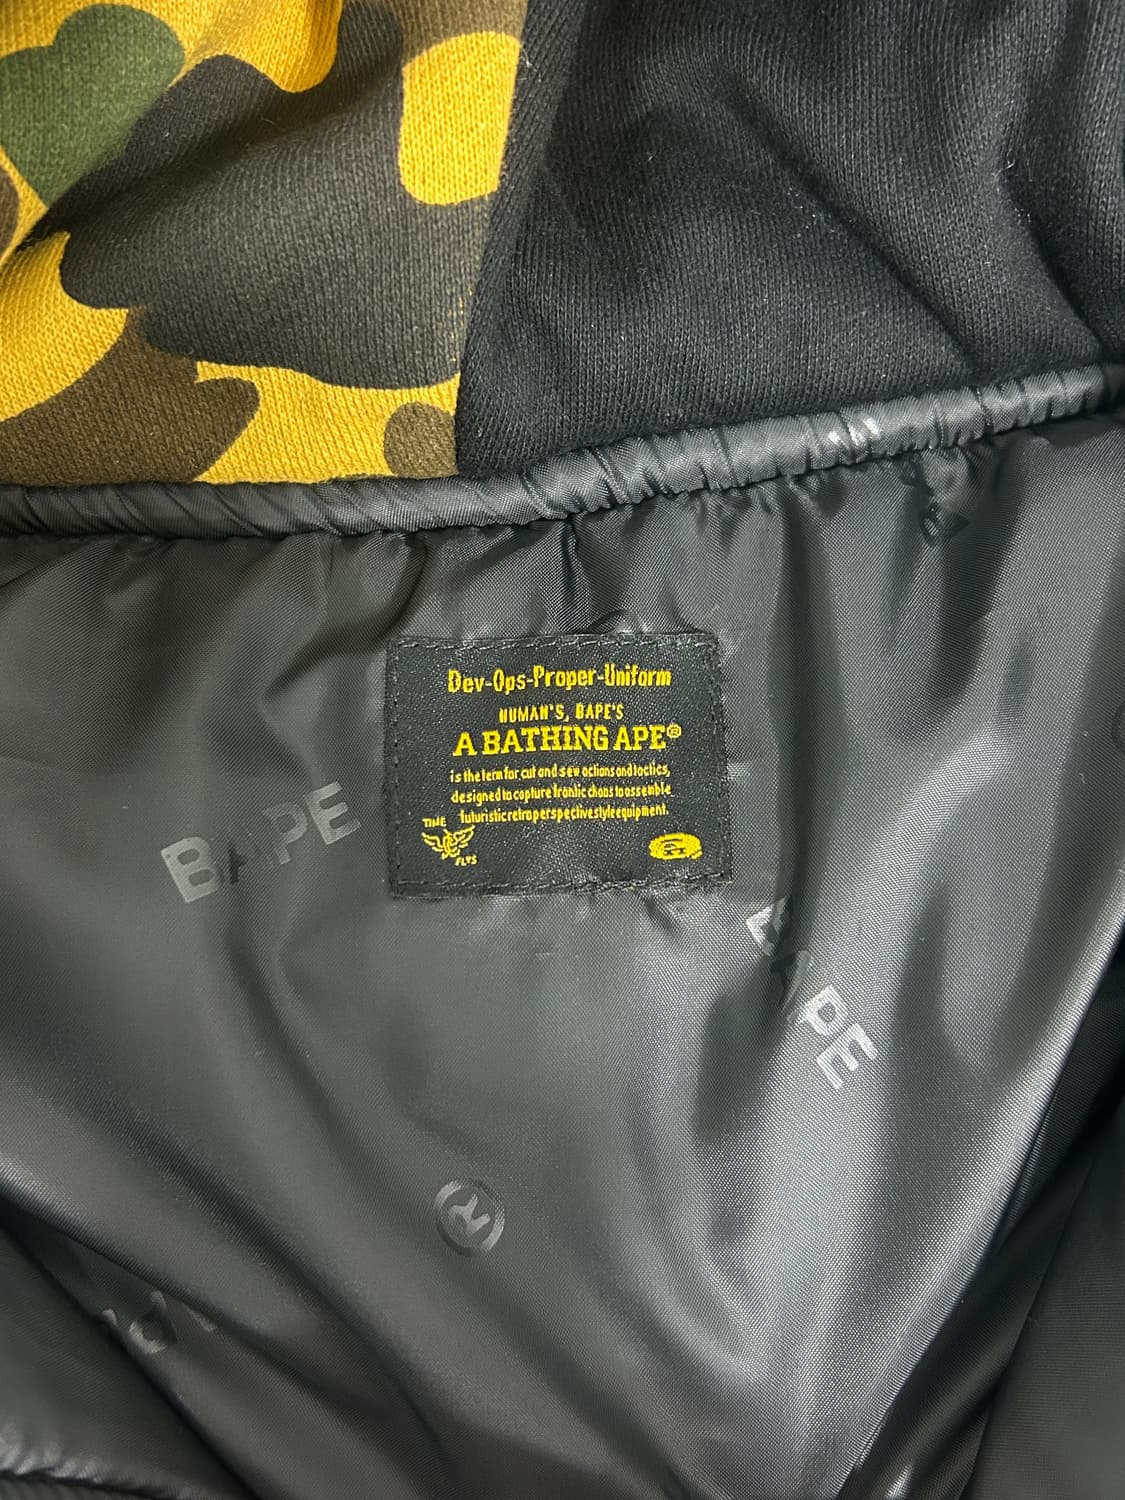 Dev-Ops-Proper-Uniform
HUMAN'S, BAPE'S
A BATHING APE®
is the term for cut and sew actions and tactics,
designed to capture frantic chaos to assemble
futuristic retro perspective style equipment.
TIME
FLYS
BAPE
BAPE
®